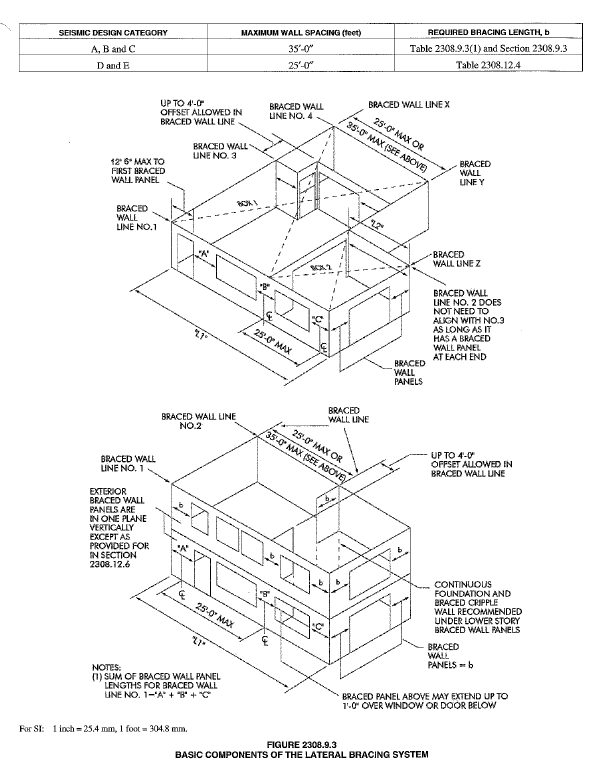 SEISMIC DESIGN CATEGORY MAXIMUM WALL SPACING (feet) REQUIRED BRACING LENGTH, b
A, B and C 35′-0″ Table 2308.9.3(1) and Section 2308.9.3
D and E 25′-0″ Table 2308.12.4
UP TO 4'-0"
OFFSET ALLOWED IN
BRACED WALL LINE
BRACED WALL
LINE NO. 4
BRACED WALL LINE X
25'-0" MAX OR
35'-0" MAX (SEE ABOVE)
BRACED WALL
LINE NO. 3
12' 6" MAX TO
FIRST BRACED
WALL PANEL
BRACED
WALL
LINE Y
BRACED
WALL
LINE NO.1
BOX 1
"L2"
"A"
BRACED
WALL LINE Z
BOX 2
"B"
BRACED WALL
LINE NO. 2 DOES
NOT NEED TO
ALIGN WITH NO.3
AS LONG AS IT
HAS A BRACED
WALL PANEL
AT EACH END
"C"
℄
℄
"L1"
25'-0" MAX
BRACED
WALL
PANELS
BRACED WALL LINE
NO.2
BRACED
WALL LINE
25'-0" MAX OR
35'-0" MAX (SEE ABOVE)
BRACED WALL
LINE NO. 1
UP TO 4'-0"
OFFSET ALLOWED IN
BRACED WALL LINE
EXTERIOR
BRACED WALL
PANELS ARE
IN ONE PLANE
VERTICALLY
EXCEPT AS
PROVIDED FOR
IN SECTION
2308.12.6
b
b
b
b
b
b
"A"
"B"
"C"
℄
℄
25'-0" MAX
"L1"
CONTINUOUS
FOUNDATION AND
BRACED CRIPPLE
WALL RECOMMENDED
UNDER LOWER STORY
BRACED WALL PANELS
BRACED
WALL
PANELS = b
NOTES:
(1) SUM OF BRACED WALL PANEL
LENGTHS FOR BRACED WALL
LINE NO. 1="A" + "B" + "C"
BRACED PANEL ABOVE MAY EXTEND UP TO
1'-0" OVER WINDOW OR DOOR BELOW
For SI: 1 inch = 25.4 mm, 1 foot = 304.8 mm.
FIGURE 2308.9.3
BASIC COMPONENTS OF THE LATERAL BRACING SYSTEM